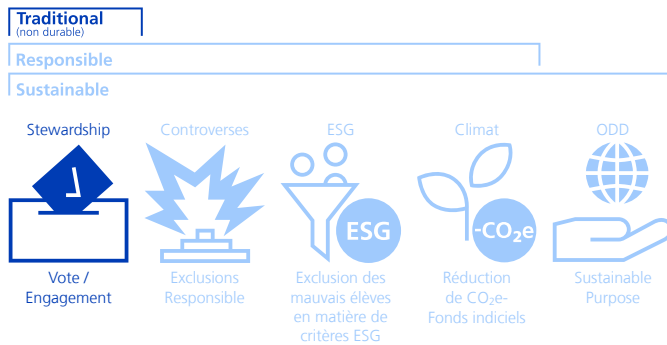 Traditional
(non durable)
Responsible
Sustainable
Stewardship
Controverses
ESG
Climat
ODD
ESG
-CO₂e
Vote /
Engagement
Exclusions
Responsible
Exclusion des
mauvais élèves
en matière de
critères ESG
Réduction
de CO₂e-
Fonds indiciels
Sustainable
Purpose